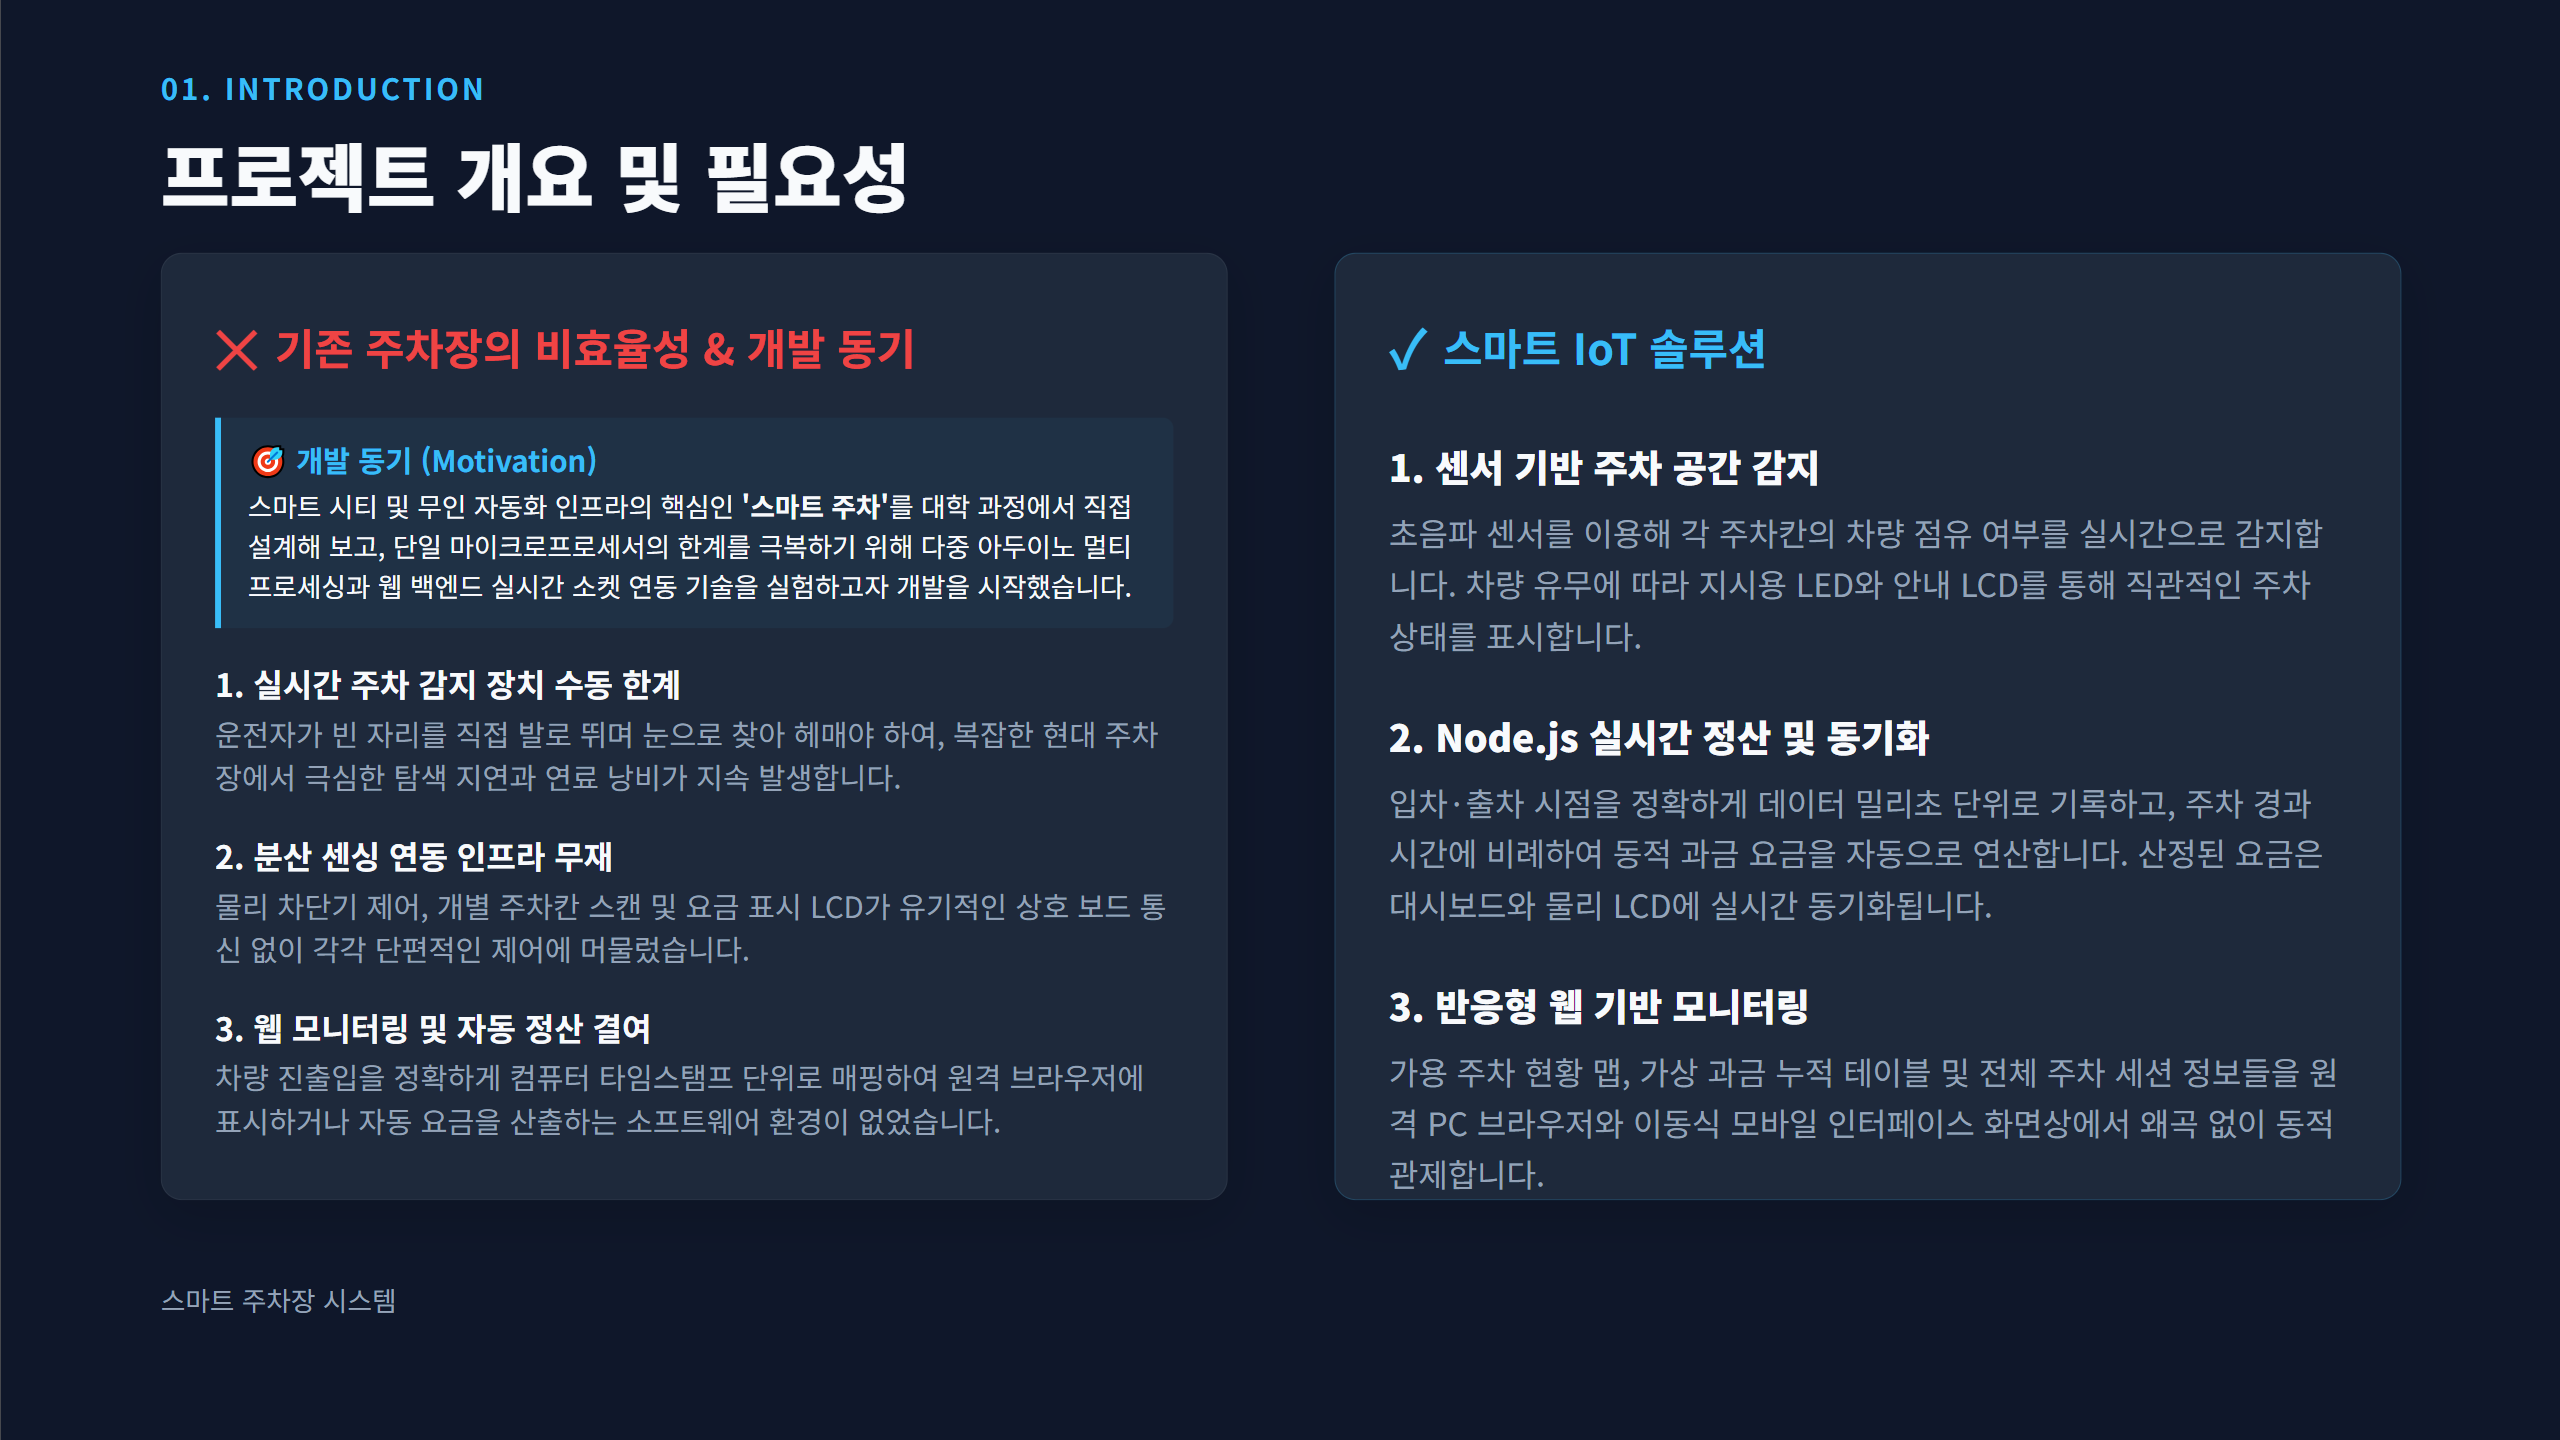 01. INTRODUCTION
프로젝트 개요 및 필요성
❌ 기존 주차장의 비효율성 & 개발 동기
🎯 개발 동기 (Motivation)
스마트 시티 및 무인 자동화 인프라의 핵심인 '스마트 주차'를 대학 과정에서 직접
설계해 보고, 단일 마이크로프로세서의 한계를 극복하기 위해 다중 아두이노 멀티
프로세싱과 웹 백엔드 실시간 소켓 연동 기술을 실험하고자 개발을 시작했습니다.
1. 실시간 주차 감지 장치 수동 한계
운전자가 빈 자리를 직접 발로 뛰며 눈으로 찾아 헤매야 하여, 복잡한 현대 주차
장에서 극심한 탐색 지연과 연료 낭비가 지속 발생합니다.
2. 분산 센싱 연동 인프라 무재
물리 차단기 제어, 개별 주차칸 스캔 및 요금 표시 LCD가 유기적인 상호 보드 통
신 없이 각각 단편적인 제어에 머물렀습니다.
3. 웹 모니터링 및 자동 정산 결여
차량 진출입을 정확하게 컴퓨터 타임스탬프 단위로 매핑하여 원격 브라우저에
표시하거나 자동 요금을 산출하는 소프트웨어 환경이 없었습니다.
✓ 스마트 IoT 솔루션
1. 센서 기반 주차 공간 감지
초음파 센서를 이용해 각 주차칸의 차량 점유 여부를 실시간으로 감지합
니다. 차량 유무에 따라 지시용 LED와 안내 LCD를 통해 직관적인 주차
상태를 표시합니다.
2. Node.js 실시간 정산 및 동기화
입차·출차 시점을 정확하게 데이터 밀리초 단위로 기록하고, 주차 경과
시간에 비례하여 동적 과금 요금을 자동으로 연산합니다. 산정된 요금은
대시보드와 물리 LCD에 실시간 동기화됩니다.
3. 반응형 웹 기반 모니터링
가용 주차 현황 맵, 가상 과금 누적 테이블 및 전체 주차 세션 정보들을 원
격 PC 브라우저와 이동식 모바일 인터페이스 화면상에서 왜곡 없이 동적
관제합니다.
스마트 주차장 시스템